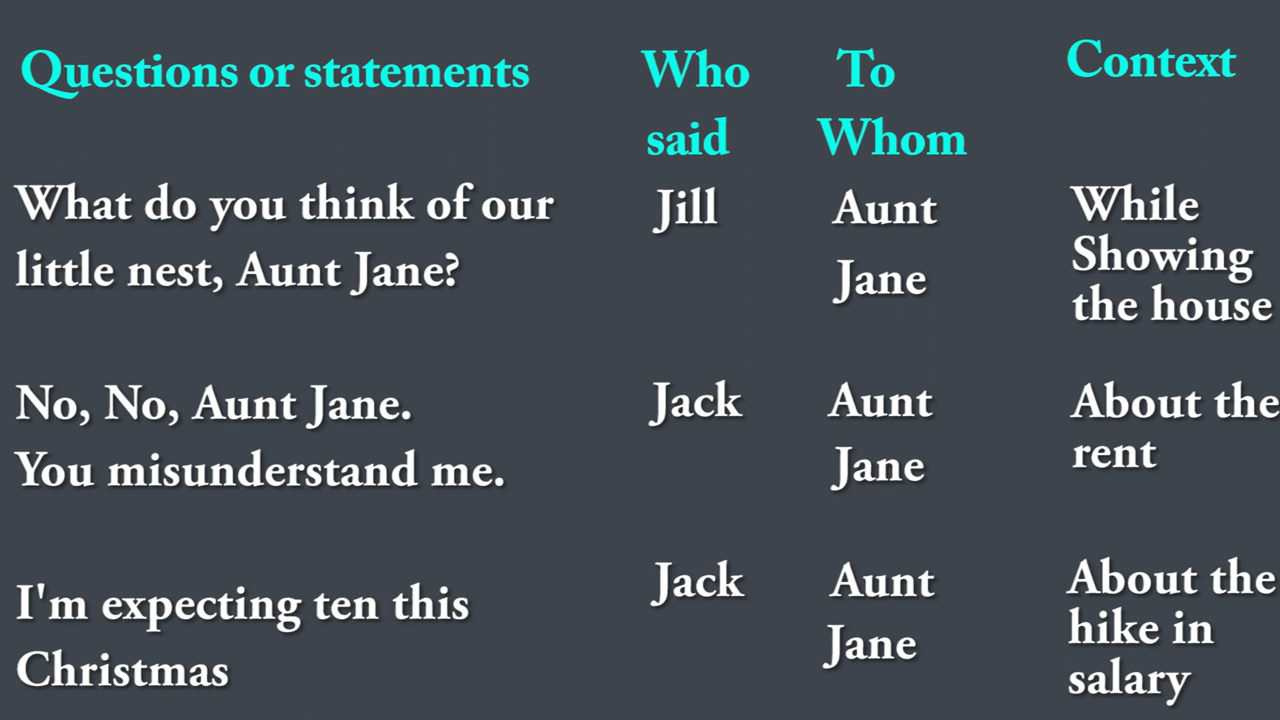 Questions or statements
Who said
To Whom
Context
What do you think of our
little nest, Aunt Jane?
Jill
Aunt
Jane
While
Showing
the house
No, No, Aunt Jane.
You misunderstand me.
Jack
Aunt
Jane
About the
rent
I'm expecting ten this
Christmas
Jack
Aunt
Jane
About the
hike in
salary